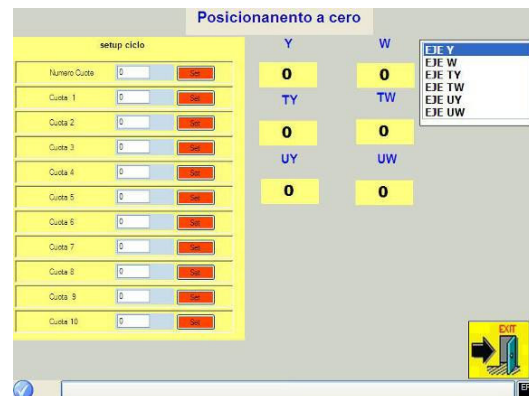 Posicionanento a cero
setup ciclo
Numero Cuote 0 Set
Cuota 1 0 Set
Cuota 2 0 Set
Cuota 3 0 Set
Cuota 4 0 Set
Cuota 5 0 Set
Cuota 6 0 Set
Cuota 7 0 Set
Cuota 8 0 Set
Cuota 9 0 Set
Cuota 10 0 Set
Y W
0 0
TY TW
0 0
UY UW
0 0
EJE Y
EJE W
EJE TY
EJE TW
EJE UY
EJE UW
EXIT